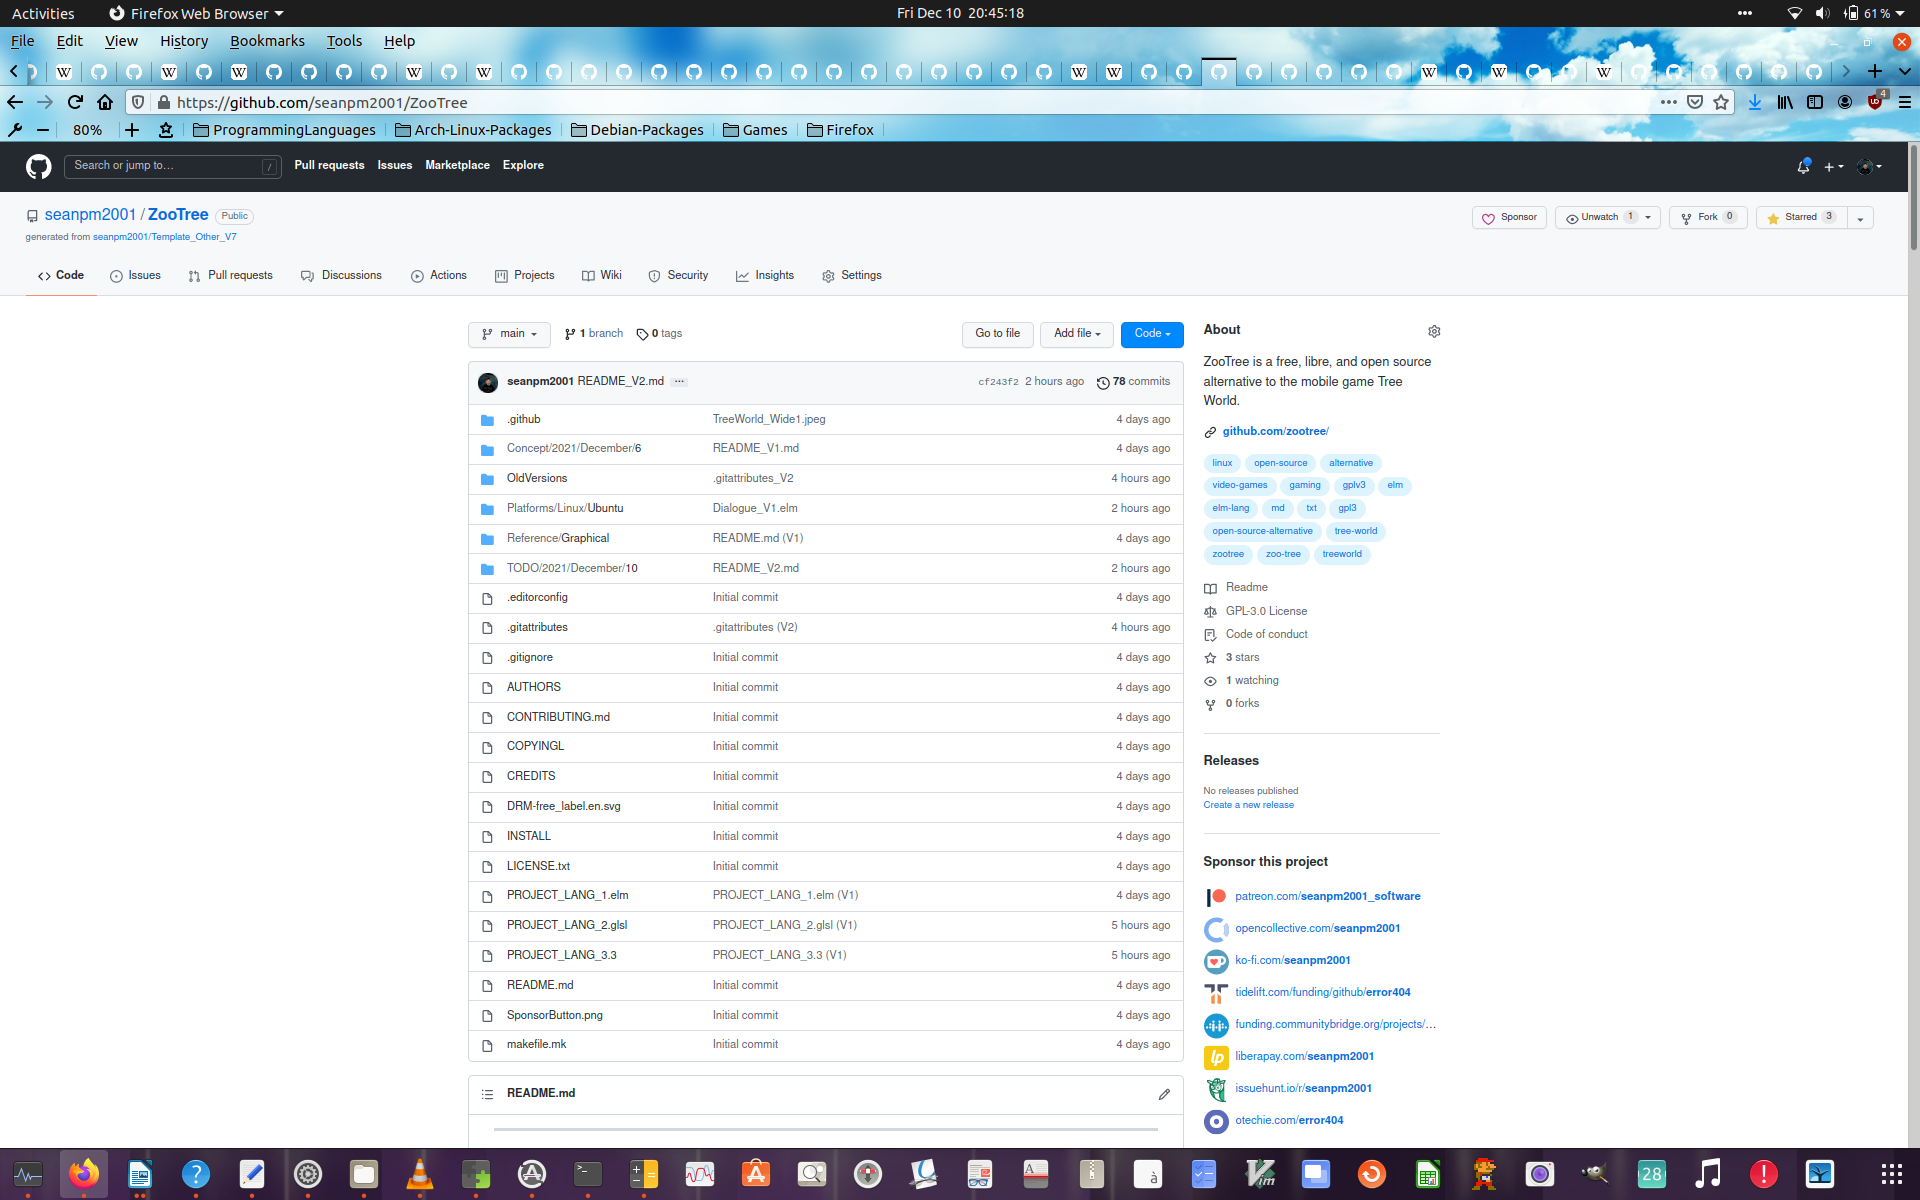 Activities Firefox Web Browser Fri Dec 10 20:45:18 61 %
File Edit View History Bookmarks Tools Help
https://github.com/seanpm2001/ZooTree 4
80% ProgrammingLanguages Arch-Linux-Packages Debian-Packages Games Firefox
Search or jump to… / Pull requests Issues Marketplace Explore
seanpm2001 / ZooTree Public Sponsor Unwatch 1 Fork 0 Starred 3
generated from seanpm2001/Template_Other_V7
Code Issues Pull requests Discussions Actions Projects Wiki Security Insights Settings
main 1 branch 0 tags Go to file Add file Code
seanpm2001 README_V2.md ... cf243f2 2 hours ago 78 commits
.github TreeWorld_Wide1.jpeg 4 days ago
Concept/2021/December/6 README_V1.md 4 days ago
OldVersions .gitattributes_V2 4 hours ago
Platforms/Linux/Ubuntu Dialogue_V1.elm 2 hours ago
Reference/Graphical README.md (V1) 4 days ago
TODO/2021/December/10 README_V2.md 2 hours ago
.editorconfig Initial commit 4 days ago
.gitattributes .gitattributes (V2) 4 hours ago
.gitignore Initial commit 4 days ago
AUTHORS Initial commit 4 days ago
CONTRIBUTING.md Initial commit 4 days ago
COPYINGL Initial commit 4 days ago
CREDITS Initial commit 4 days ago
DRM-free_label.en.svg Initial commit 4 days ago
INSTALL Initial commit 4 days ago
LICENSE.txt Initial commit 4 days ago
PROJECT_LANG_1.elm PROJECT_LANG_1.elm (V1) 4 days ago
PROJECT_LANG_2.glsl PROJECT_LANG_2.glsl (V1) 5 hours ago
PROJECT_LANG_3.3 PROJECT_LANG_3.3 (V1) 5 hours ago
README.md Initial commit 4 days ago
SponsorButton.png Initial commit 4 days ago
makefile.mk Initial commit 4 days ago
README.md
About
ZooTree is a free, libre, and open source
alternative to the mobile game Tree
World.
github.com/zootree/
linux open-source alternative
video-games gaming gplv3 elm
elm-lang md txt gpl3
open-source-alternative tree-world
zootree zoo-tree treeworld
Readme
GPL-3.0 License
Code of conduct
3 stars
1 watching
0 forks
Releases
No releases published
Create a new release
Sponsor this project
patreon.com/seanpm2001_software
opencollective.com/seanpm2001
ko-fi.com/seanpm2001
tidelift.com/funding/github/error404
funding.communitybridge.org/projects/…
liberapay.com/seanpm2001
issuehunt.io/r/seanpm2001
otechie.com/error404
28